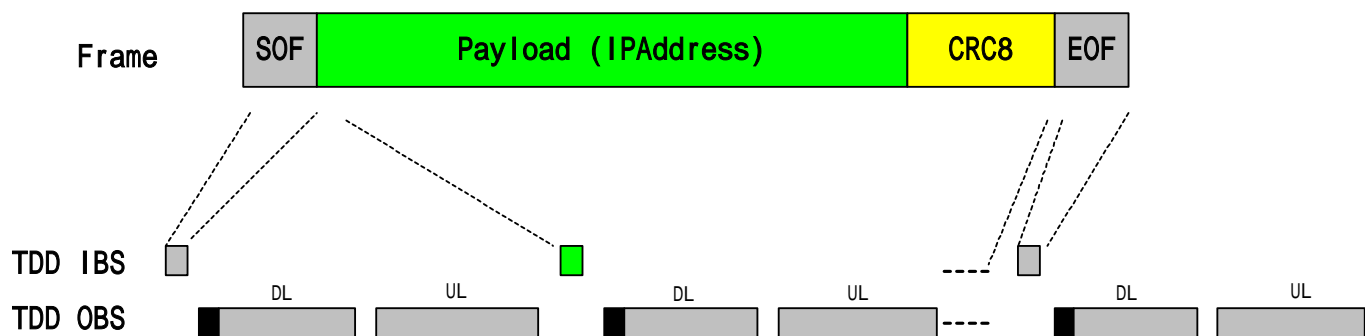 Frame SOF Payload (IPAddress) CRC8 EOF
TDD IBS
DL UL DL UL DL UL
TDD OBS